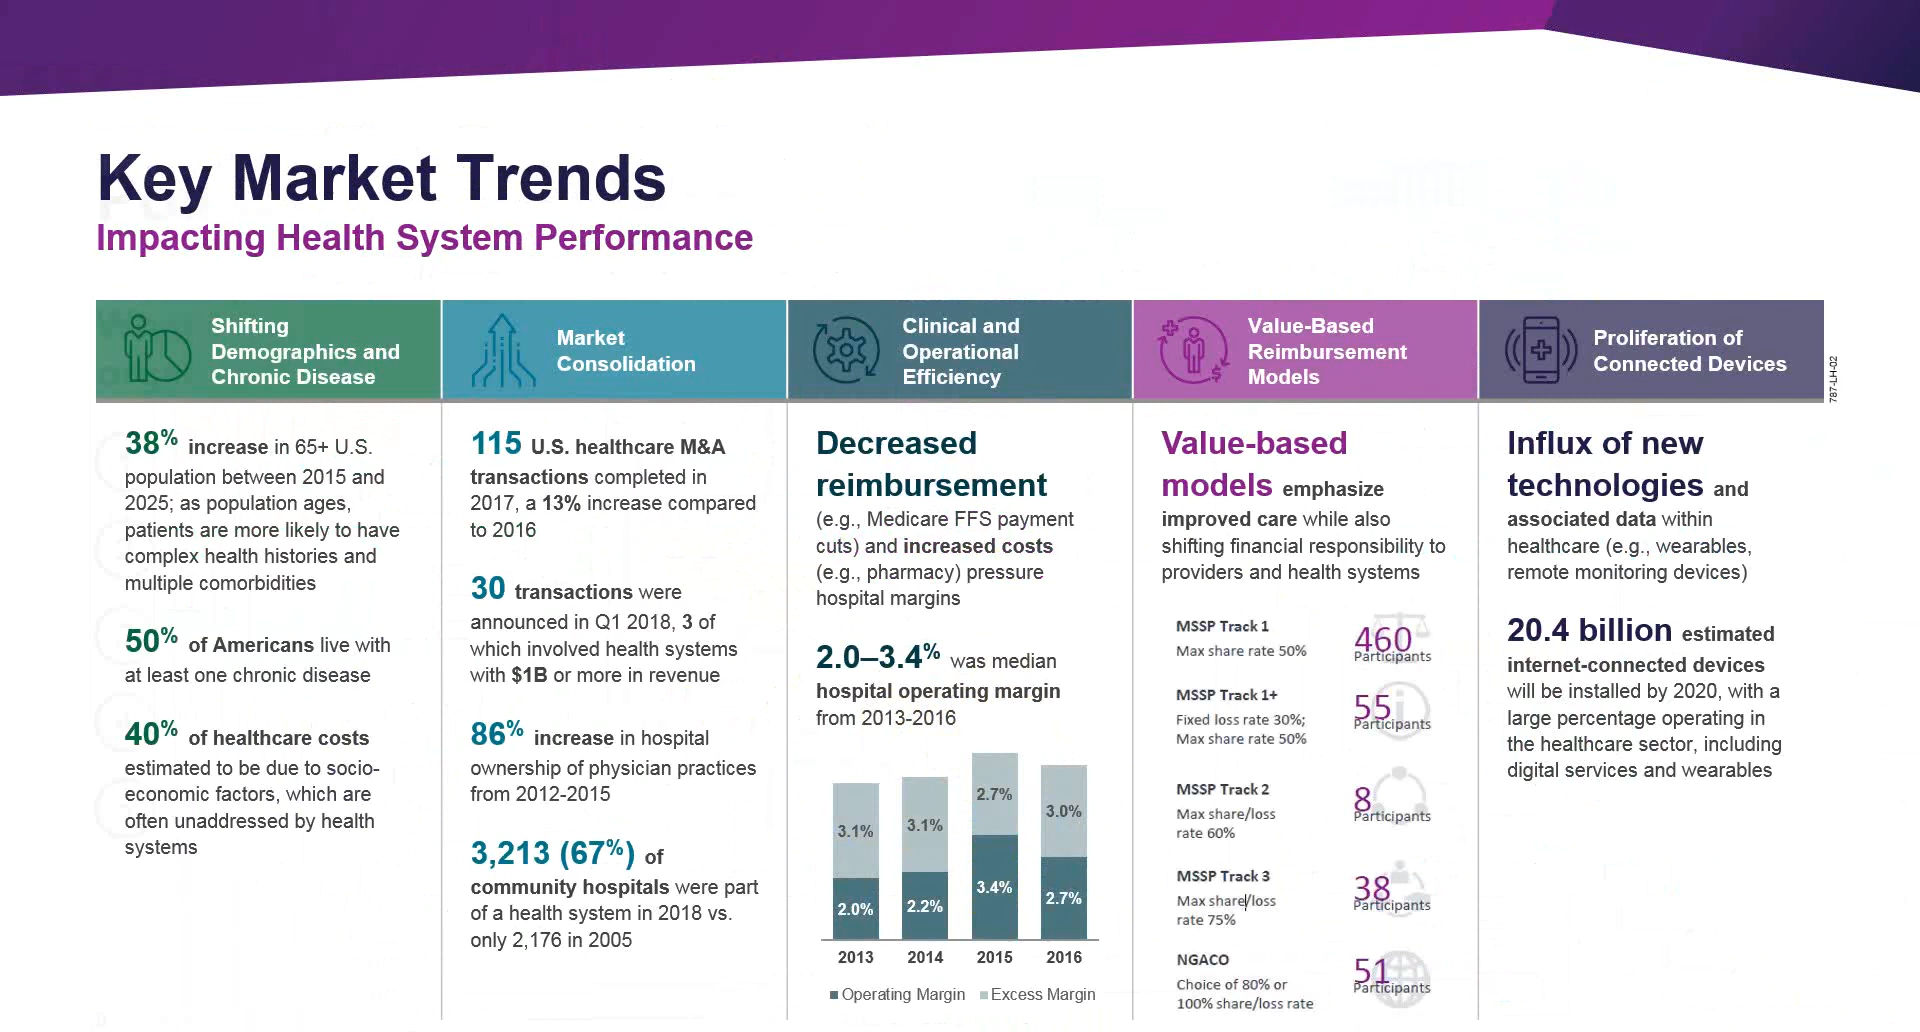 Key Market Trends
Impacting Health System Performance
Shifting
Demographics and
Chronic Disease
Market
Consolidation
Clinical and
Operational
Efficiency
Value-Based
Reimbursement
Models
Proliferation of
Connected Devices
787-LH-02
38% increase in 65+ U.S.
population between 2015 and
2025; as population ages,
patients are more likely to have
complex health histories and
multiple comorbidities
50% of Americans live with
at least one chronic disease
40% of healthcare costs
estimated to be due to socio-
economic factors, which are
often unaddressed by health
systems
115 U.S. healthcare M&A
transactions completed in
2017, a 13% increase compared
to 2016
30 transactions were
announced in Q1 2018, 3 of
which involved health systems
with $1B or more in revenue
86% increase in hospital
ownership of physician practices
from 2012-2015
3,213 (67%) of
community hospitals were part
of a health system in 2018 vs.
only 2,176 in 2005
Decreased
reimbursement
(e.g., Medicare FFS payment
cuts) and increased costs
(e.g., pharmacy) pressure
hospital margins
2.0–3.4% was median
hospital operating margin
from 2013-2016
3.1% 3.1% 2.7% 3.0%
2.0% 2.2% 3.4% 2.7%
2013 2014 2015 2016
Operating Margin Excess Margin
Value-based
models emphasize
improved care while also
shifting financial responsibility to
providers and health systems
MSSP Track 1
Max share rate 50%
460
Participants
MSSP Track 1+
Fixed loss rate 30%;
Max share rate 50%
55
Participants
MSSP Track 2
Max share/loss
rate 60%
8
Participants
MSSP Track 3
Max share/loss
rate 75%
38
Participants
NGACO
Choice of 80% or
100% share/loss rate
51
Participants
Influx of new
technologies and
associated data within
healthcare (e.g., wearables,
remote monitoring devices)
20.4 billion estimated
internet-connected devices
will be installed by 2020, with a
large percentage operating in
the healthcare sector, including
digital services and wearables